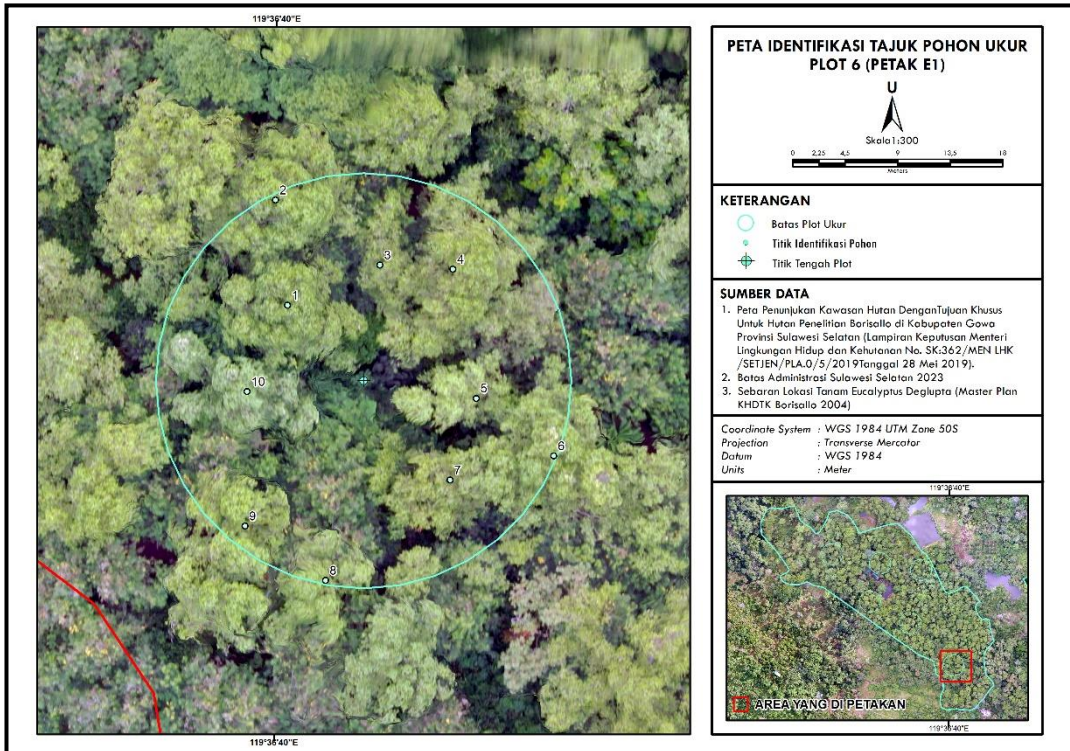 119°36'40"E
2
3
4
1
10
5
6
7
9
8
119°36'40"E
PETA IDENTIFIKASI TAJUK POHON UKUR
PLOT 6 (PETAK E1)
U
Skala1:300
0 2,25 4,5 9 13,5 18
Meters
KETERANGAN
Batas Plot Ukur
Titik Identifikasi Pohon
Titik Tengah Plot
SUMBER DATA
1. Peta Penunjukan Kawasan Hutan DenganTujuan Khusus
Untuk Hutan Penelitian Borisallo di Kabupaten Gowa
Provinsi Sulawesi Selatan (Lampiran Keputusan Menteri
Lingkungan Hidup dan Kehutanan No. SK:362/MEN LHK
/SETJEN/PLA.0/5/2019Tanggal 28 Mei 2019).
2. Batas Administrasi Sulawesi Selatan 2023
3. Sebaran Lokasi Tanam Eucalyptus Deglupta (Master Plan
KHDTK Borisallo 2004)
Coordinate System : WGS 1984 UTM Zone 50S
Projection : Transverse Mercator
Datum : WGS 1984
Units : Meter
119°36'40"E
AREA YANG DI PETAKAN
119°36'40"E